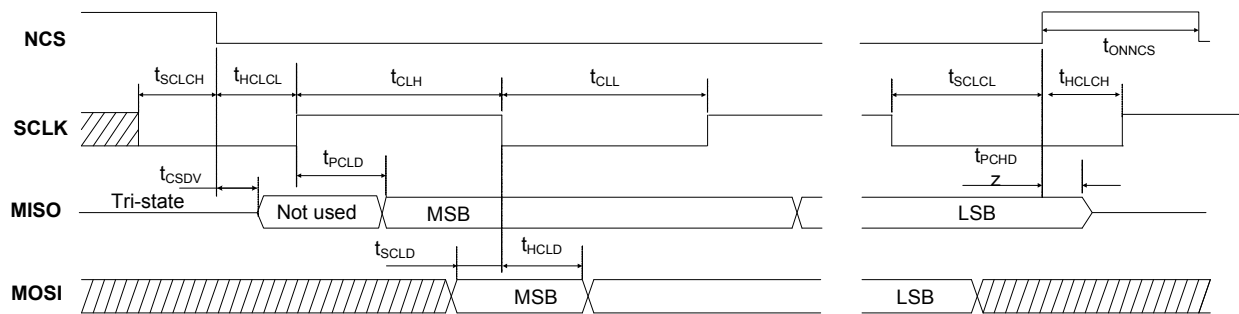 NCS
tONNCS
tSCLCH tHCLCL tCLH tCLL tSCLCL tHCLCH
SCLK
tPCLD tPCHD
tCSDV z
Tri-state
MISO Not used MSB LSB
tSCLD tHCLD
MOSI MSB LSB